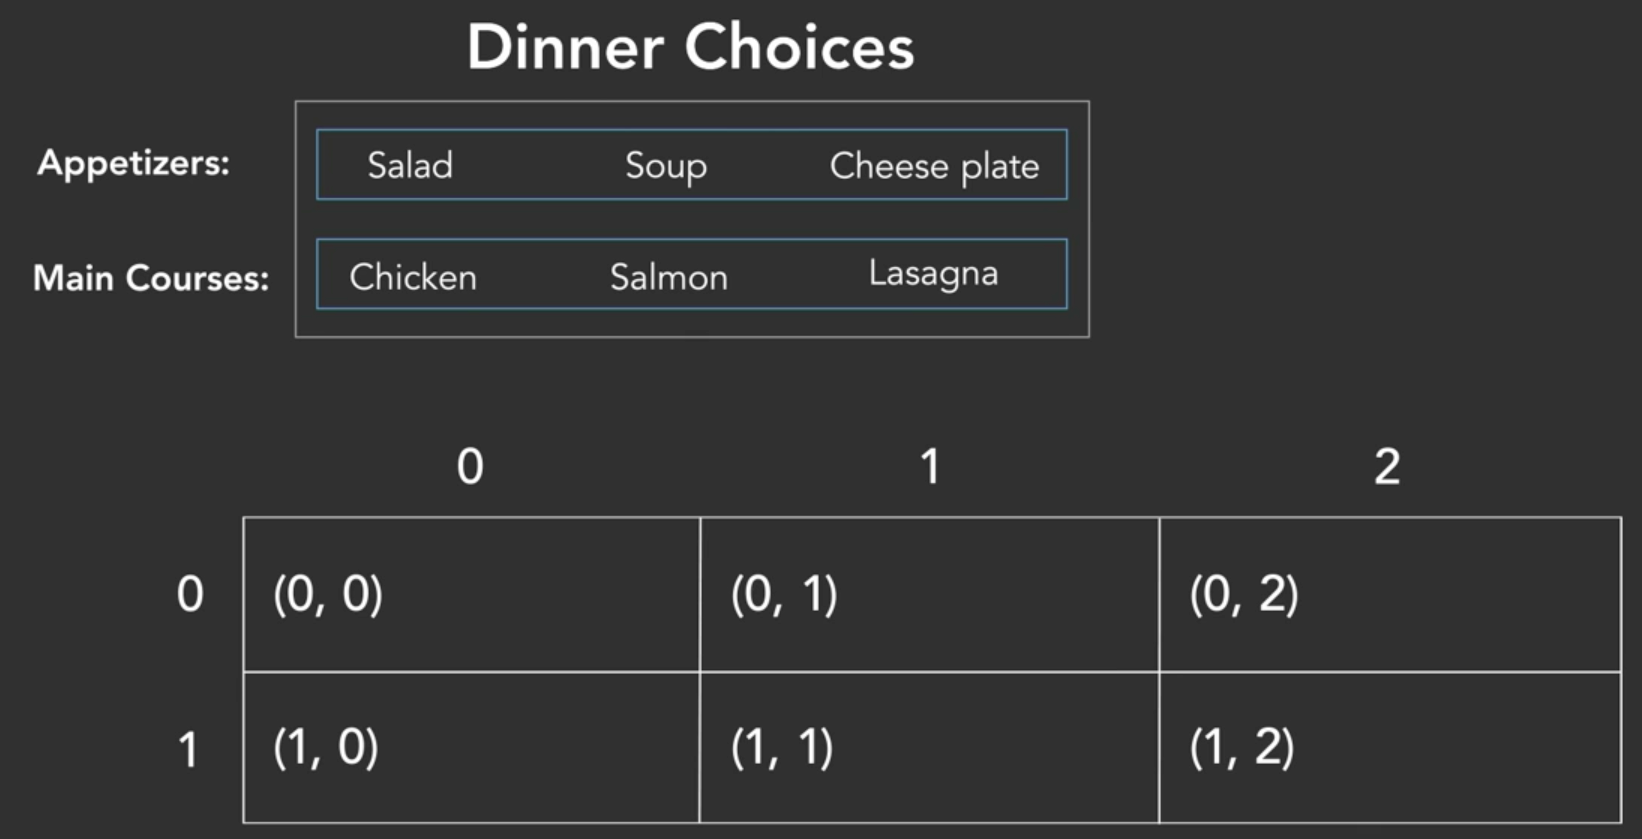 Dinner Choices
Appetizers: Salad Soup Cheese plate
Main Courses: Chicken Salmon Lasagna
0 1 2
0 (0, 0) (0, 1) (0, 2)
1 (1, 0) (1, 1) (1, 2)